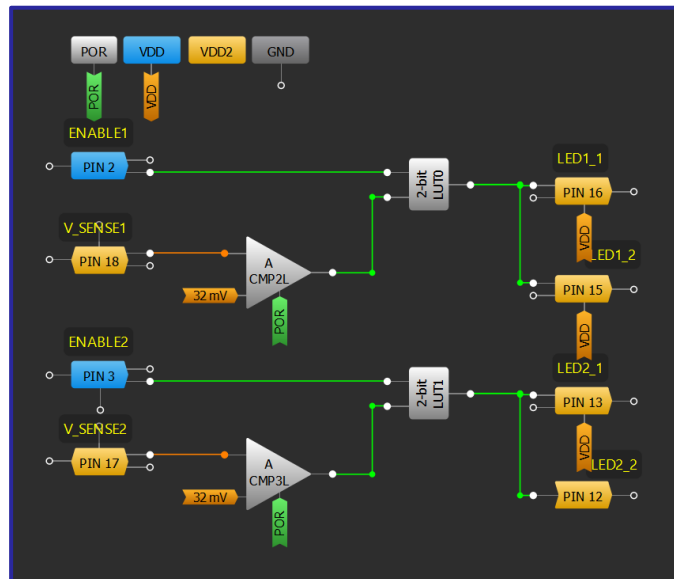 POR VDD VDD2 GND
POR VDD
ENABLE1
PIN 2
2-bit LUT0
LED1_1
PIN 16
V_SENSE1
PIN 18
A
CMP2L
32 mV
POR
VDD
LED1_2
PIN 15
VDD
ENABLE2
PIN 3
2-bit LUT1
LED2_1
PIN 13
V_SENSE2
PIN 17
A
CMP3L
32 mV
POR
VDD
LED2_2
PIN 12